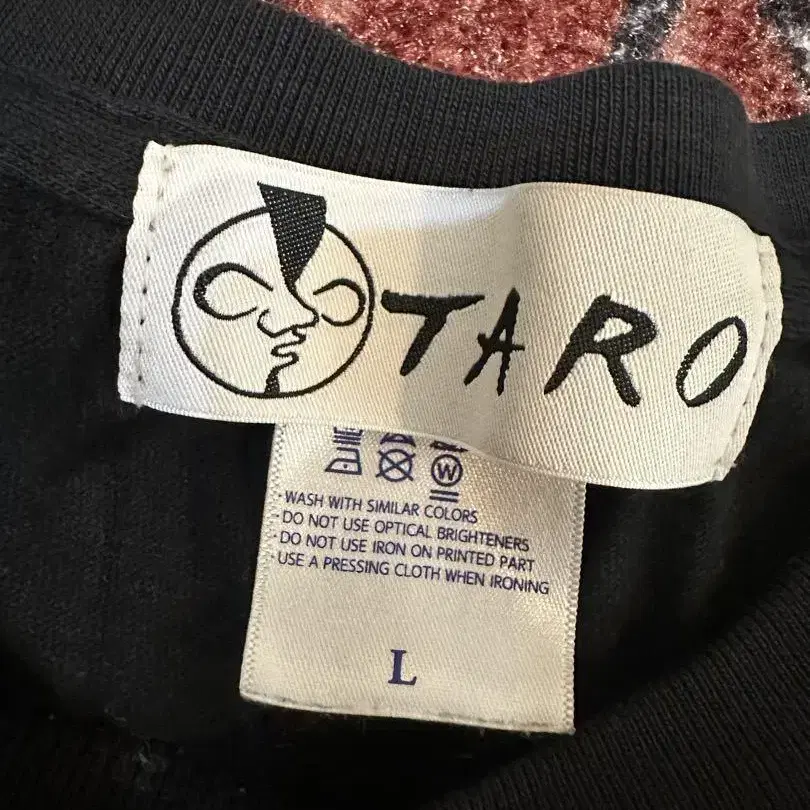 TARO
W
·WASH WITH SIMILAR COLORS
·DO NOT USE OPTICAL BRIGHTENERS
·DO NOT USE IRON ON PRINTED PART
·USE A PRESSING CLOTH WHEN IRONING
L